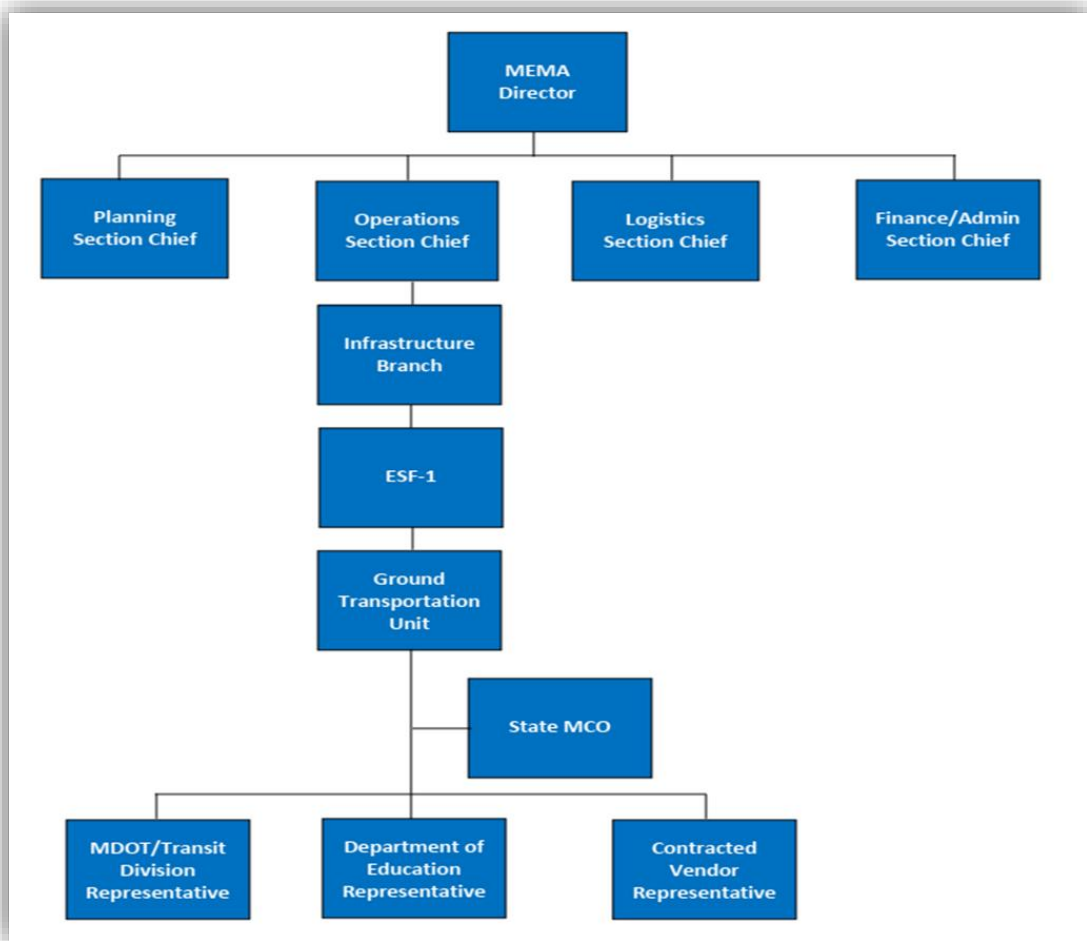 MEMA
Director
Planning
Section Chief
Operations
Section Chief
Logistics
Section Chief
Finance/Admin
Section Chief
Infrastructure
Branch
ESF-1
Ground
Transportation
Unit
State MCO
MDOT/Transit
Division
Representative
Department of
Education
Representative
Contracted
Vendor
Representative